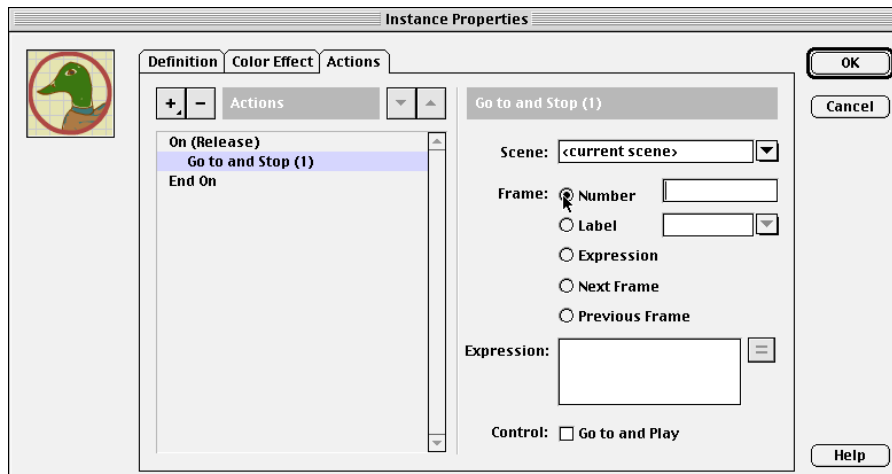 Instance Properties
Definition Color Effect Actions
OK
Cancel
+ - Actions
On (Release)
Go to and Stop (1)
End On
Go to and Stop (1)
Scene: <current scene>
Frame: Number
Label
Expression
Next Frame
Previous Frame
Expression: =
Control: Go to and Play
Help